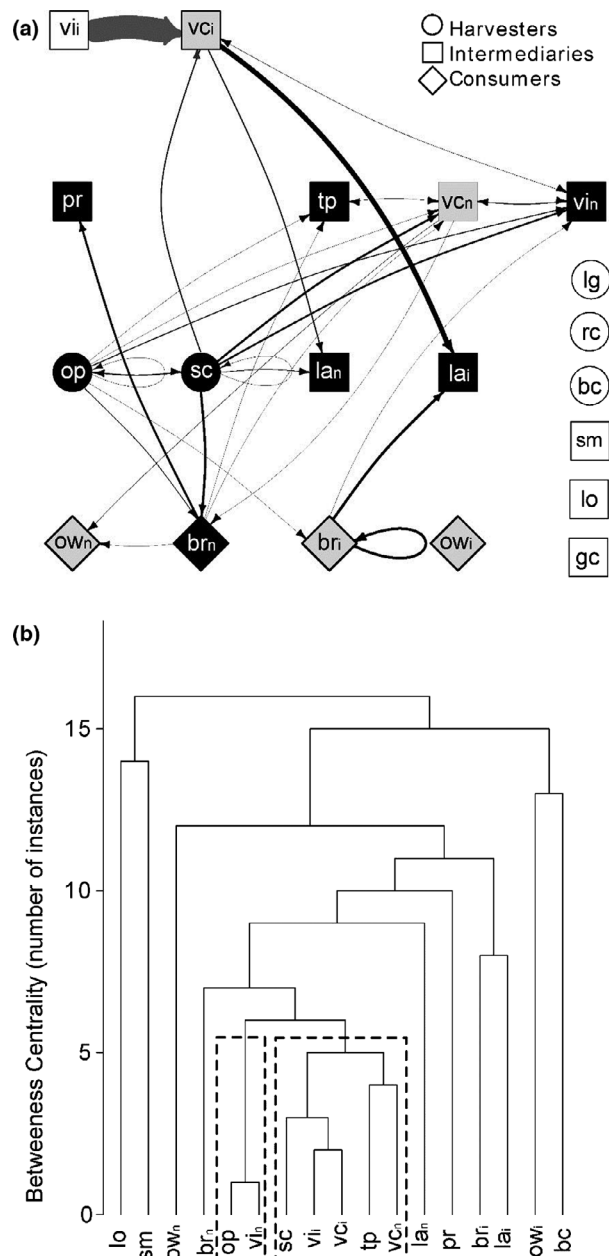 (a)
vii
vci
Harvesters
Intermediaries
Consumers
pr
tp
vcn
vin
lg
rc
op
sc
lan
lai
bc
sm
lo
own
brn
bri
owi
gc
(b)
Betweeness Centrality (number of instances)
15
10
5
0
lo
sm
own
brn
op
vin
sc
vii
vci
tp
vcn
lan
pr
bri
lai
owi
bc